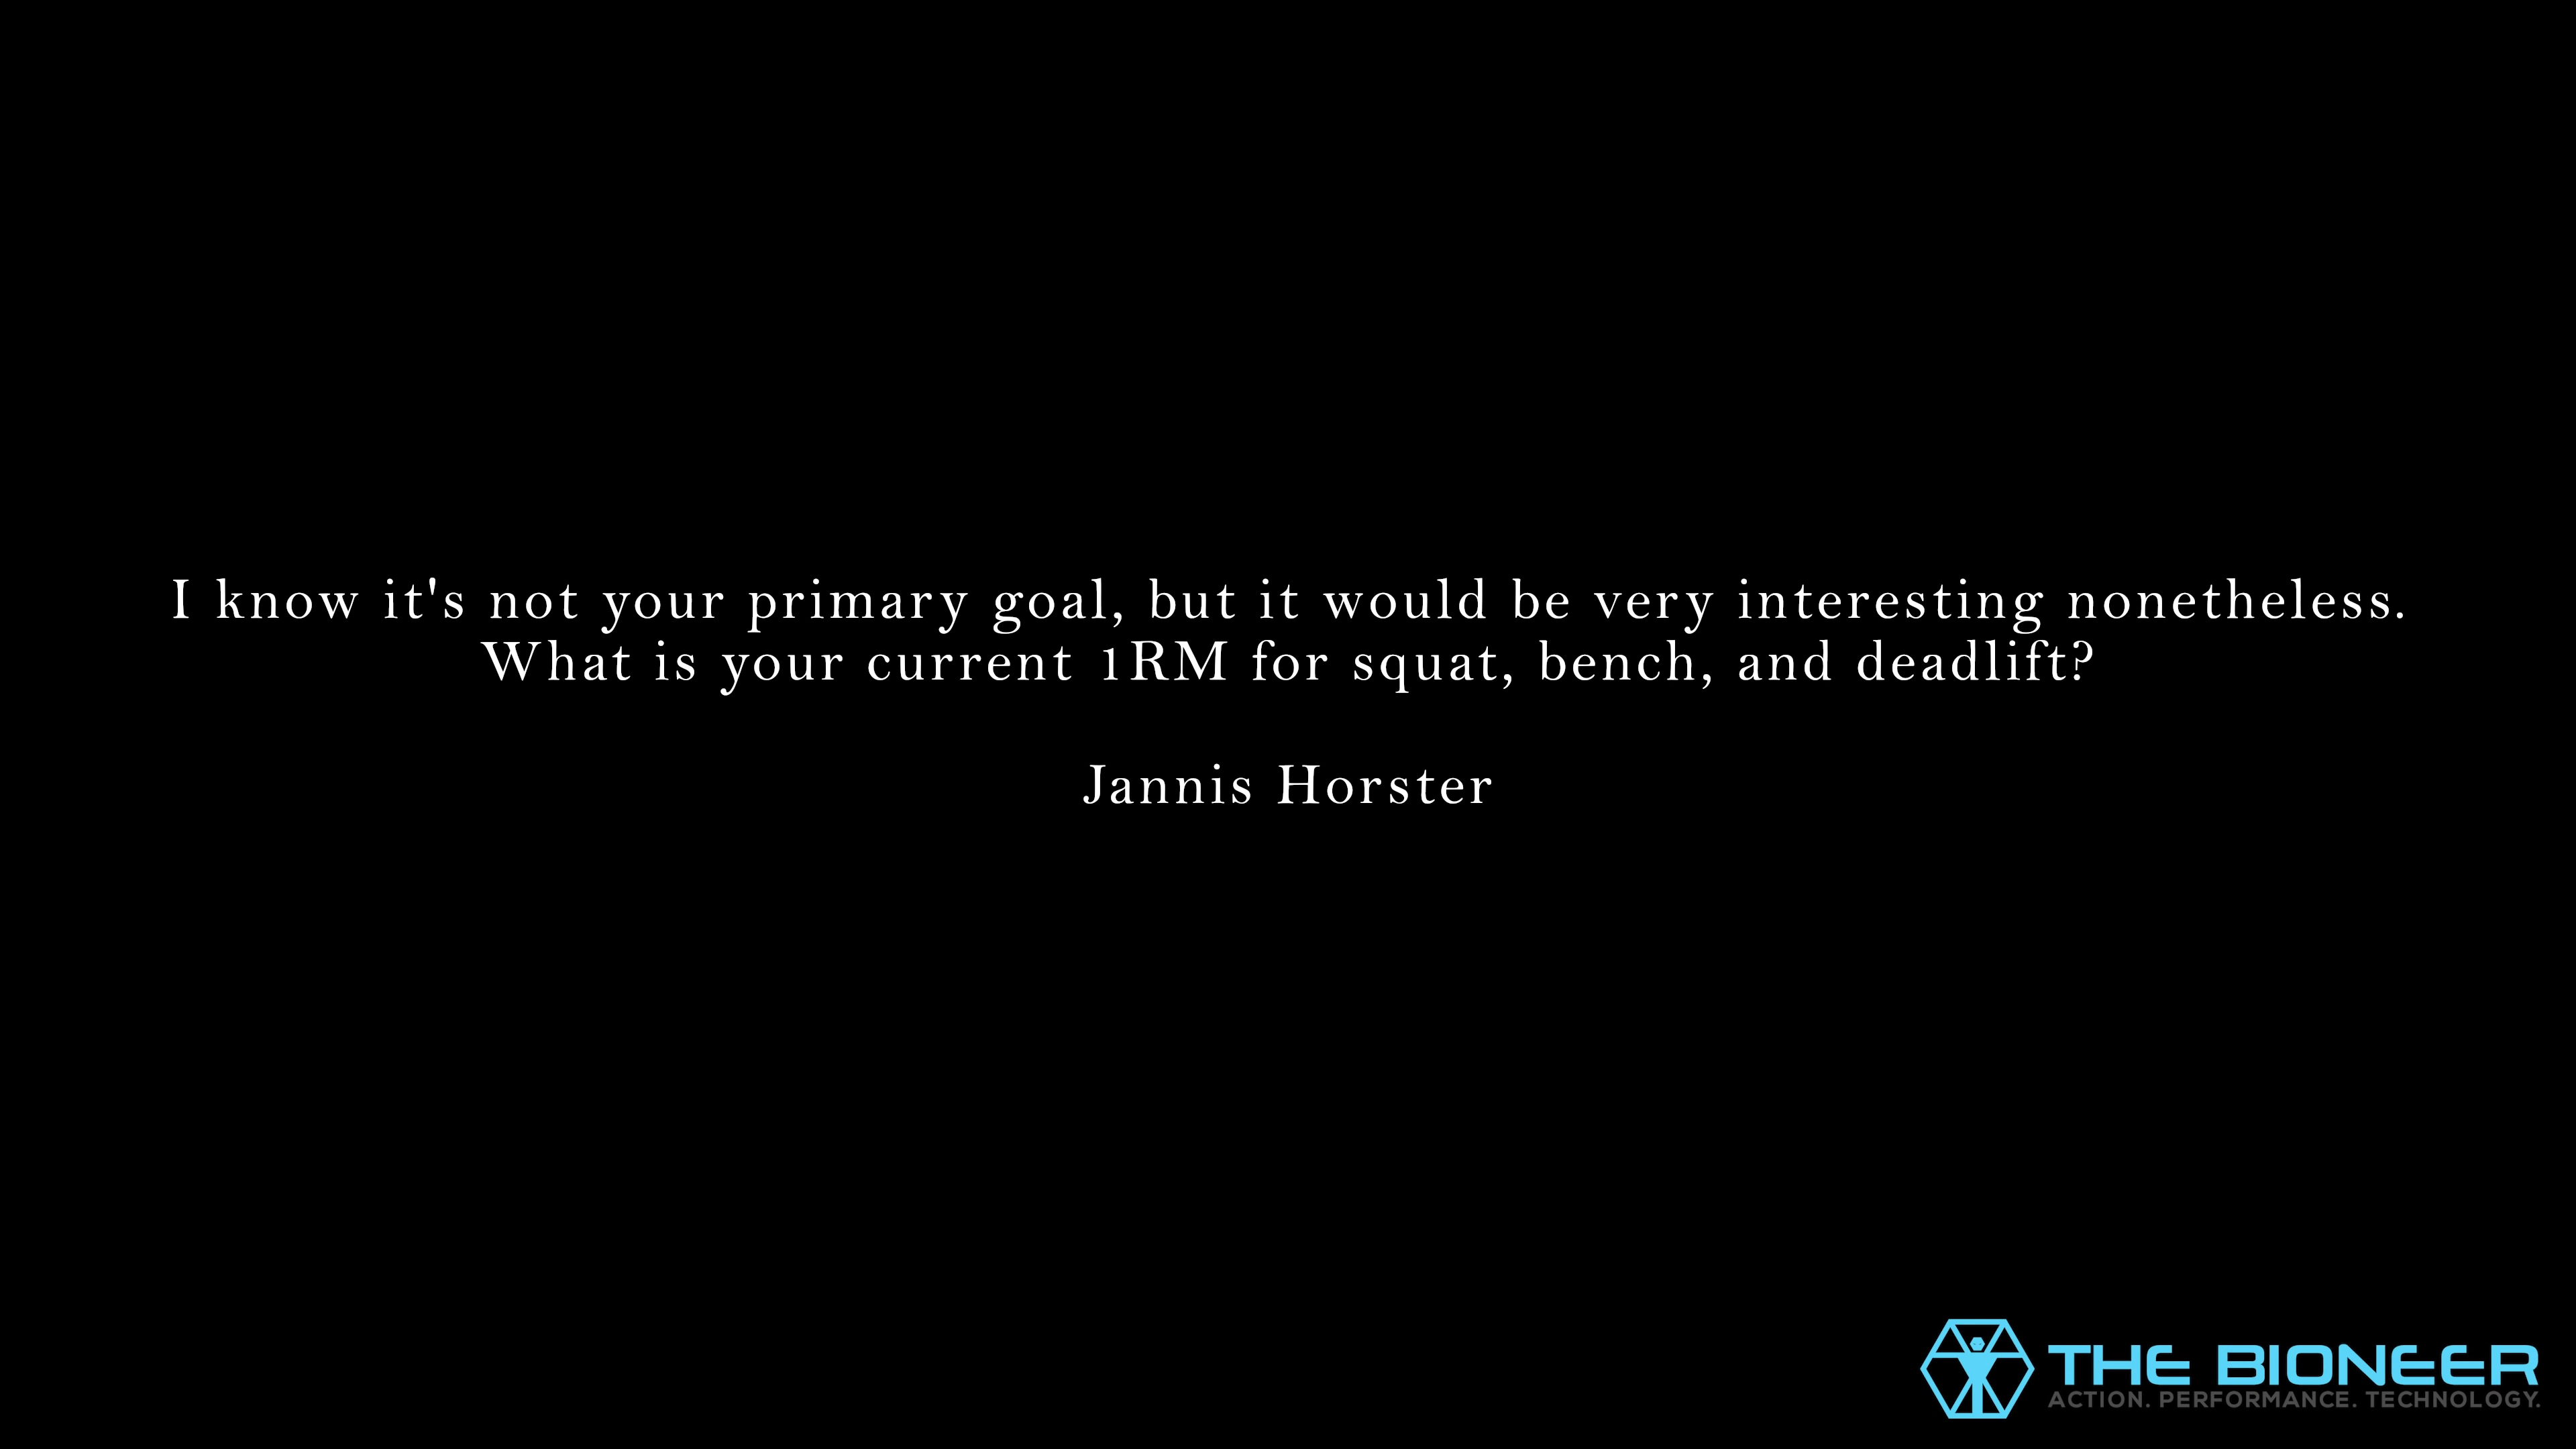 I know it's not your primary goal, but it would be very interesting nonetheless.
What is your current 1RM for squat, bench, and deadlift?
Jannis Horster
THE BIONEER
ACTION. PERFORMANCE. TECHNOLOGY.